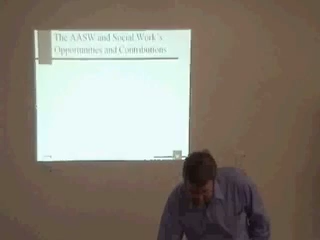 The AASW and Social Work's
Opportunities and Contributions